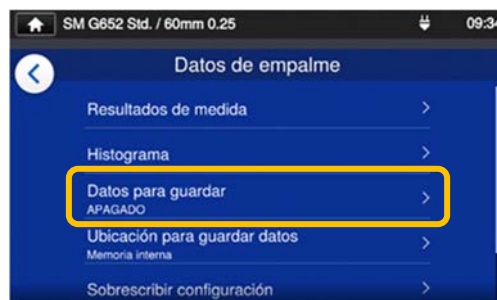 SM G652 Std. / 60mm 0.25
09:34
Datos de empalme
Resultados de medida
Histograma
Datos para guardar
APAGADO
Ubicación para guardar datos
Memoria interna
Sobrescribir configuración